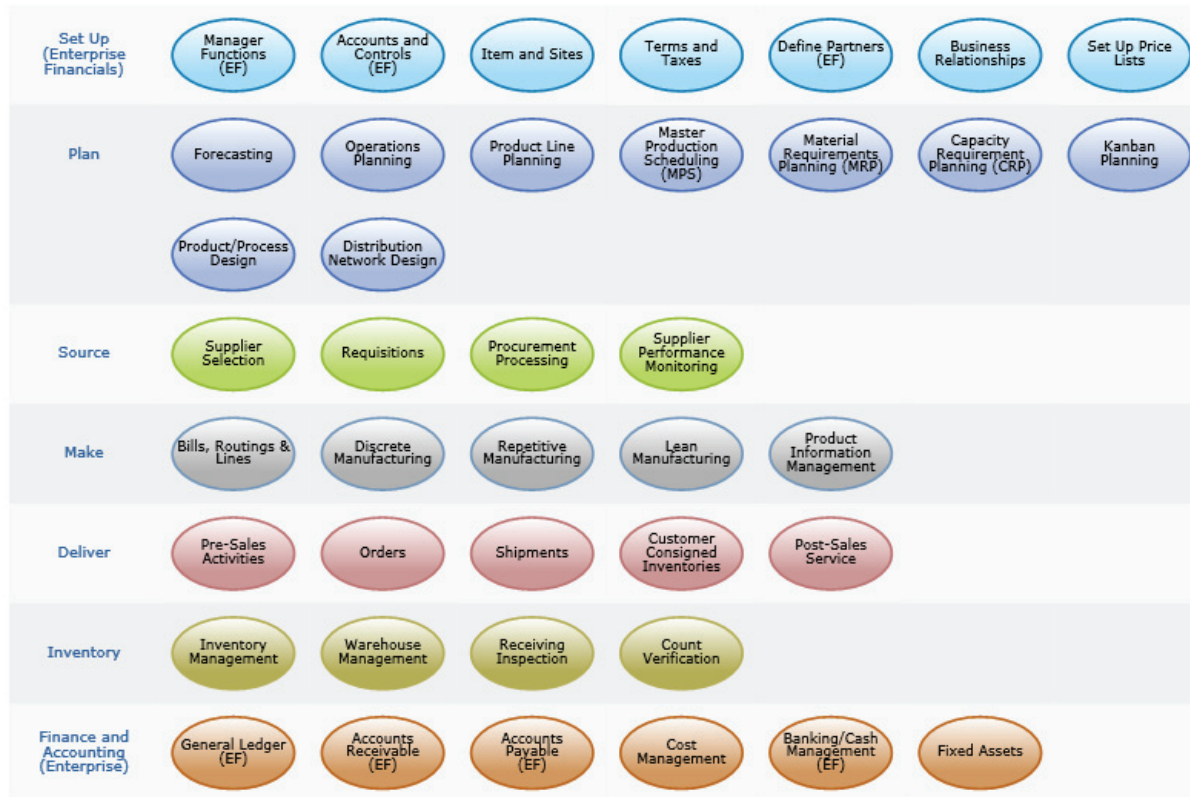 Set Up
(Enterprise
Financials)
Manager
Functions
(EF)
Accounts and
Controls
(EF)
Item and Sites
Terms and
Taxes
Define Partners
(EF)
Business
Relationships
Set Up Price
Lists
Plan
Forecasting
Operations
Planning
Product Line
Planning
Master
Production
Scheduling
(MPS)
Material
Requirements
Planning (MRP)
Capacity
Requirement
Planning (CRP)
Kanban
Planning
Product/Process
Design
Distribution
Network Design
Source
Supplier
Selection
Requisitions
Procurement
Processing
Supplier
Performance
Monitoring
Make
Bills, Routings &
Lines
Discrete
Manufacturing
Repetitive
Manufacturing
Lean
Manufacturing
Product
Information
Management
Deliver
Pre-Sales
Activities
Orders
Shipments
Customer
Consigned
Inventories
Post-Sales
Service
Inventory
Inventory
Management
Warehouse
Management
Receiving
Inspection
Count
Verification
Finance and
Accounting
(Enterprise)
General Ledger
(EF)
Accounts
Receivable
(EF)
Accounts
Payable
(EF)
Cost
Management
Banking/Cash
Management
(EF)
Fixed Assets